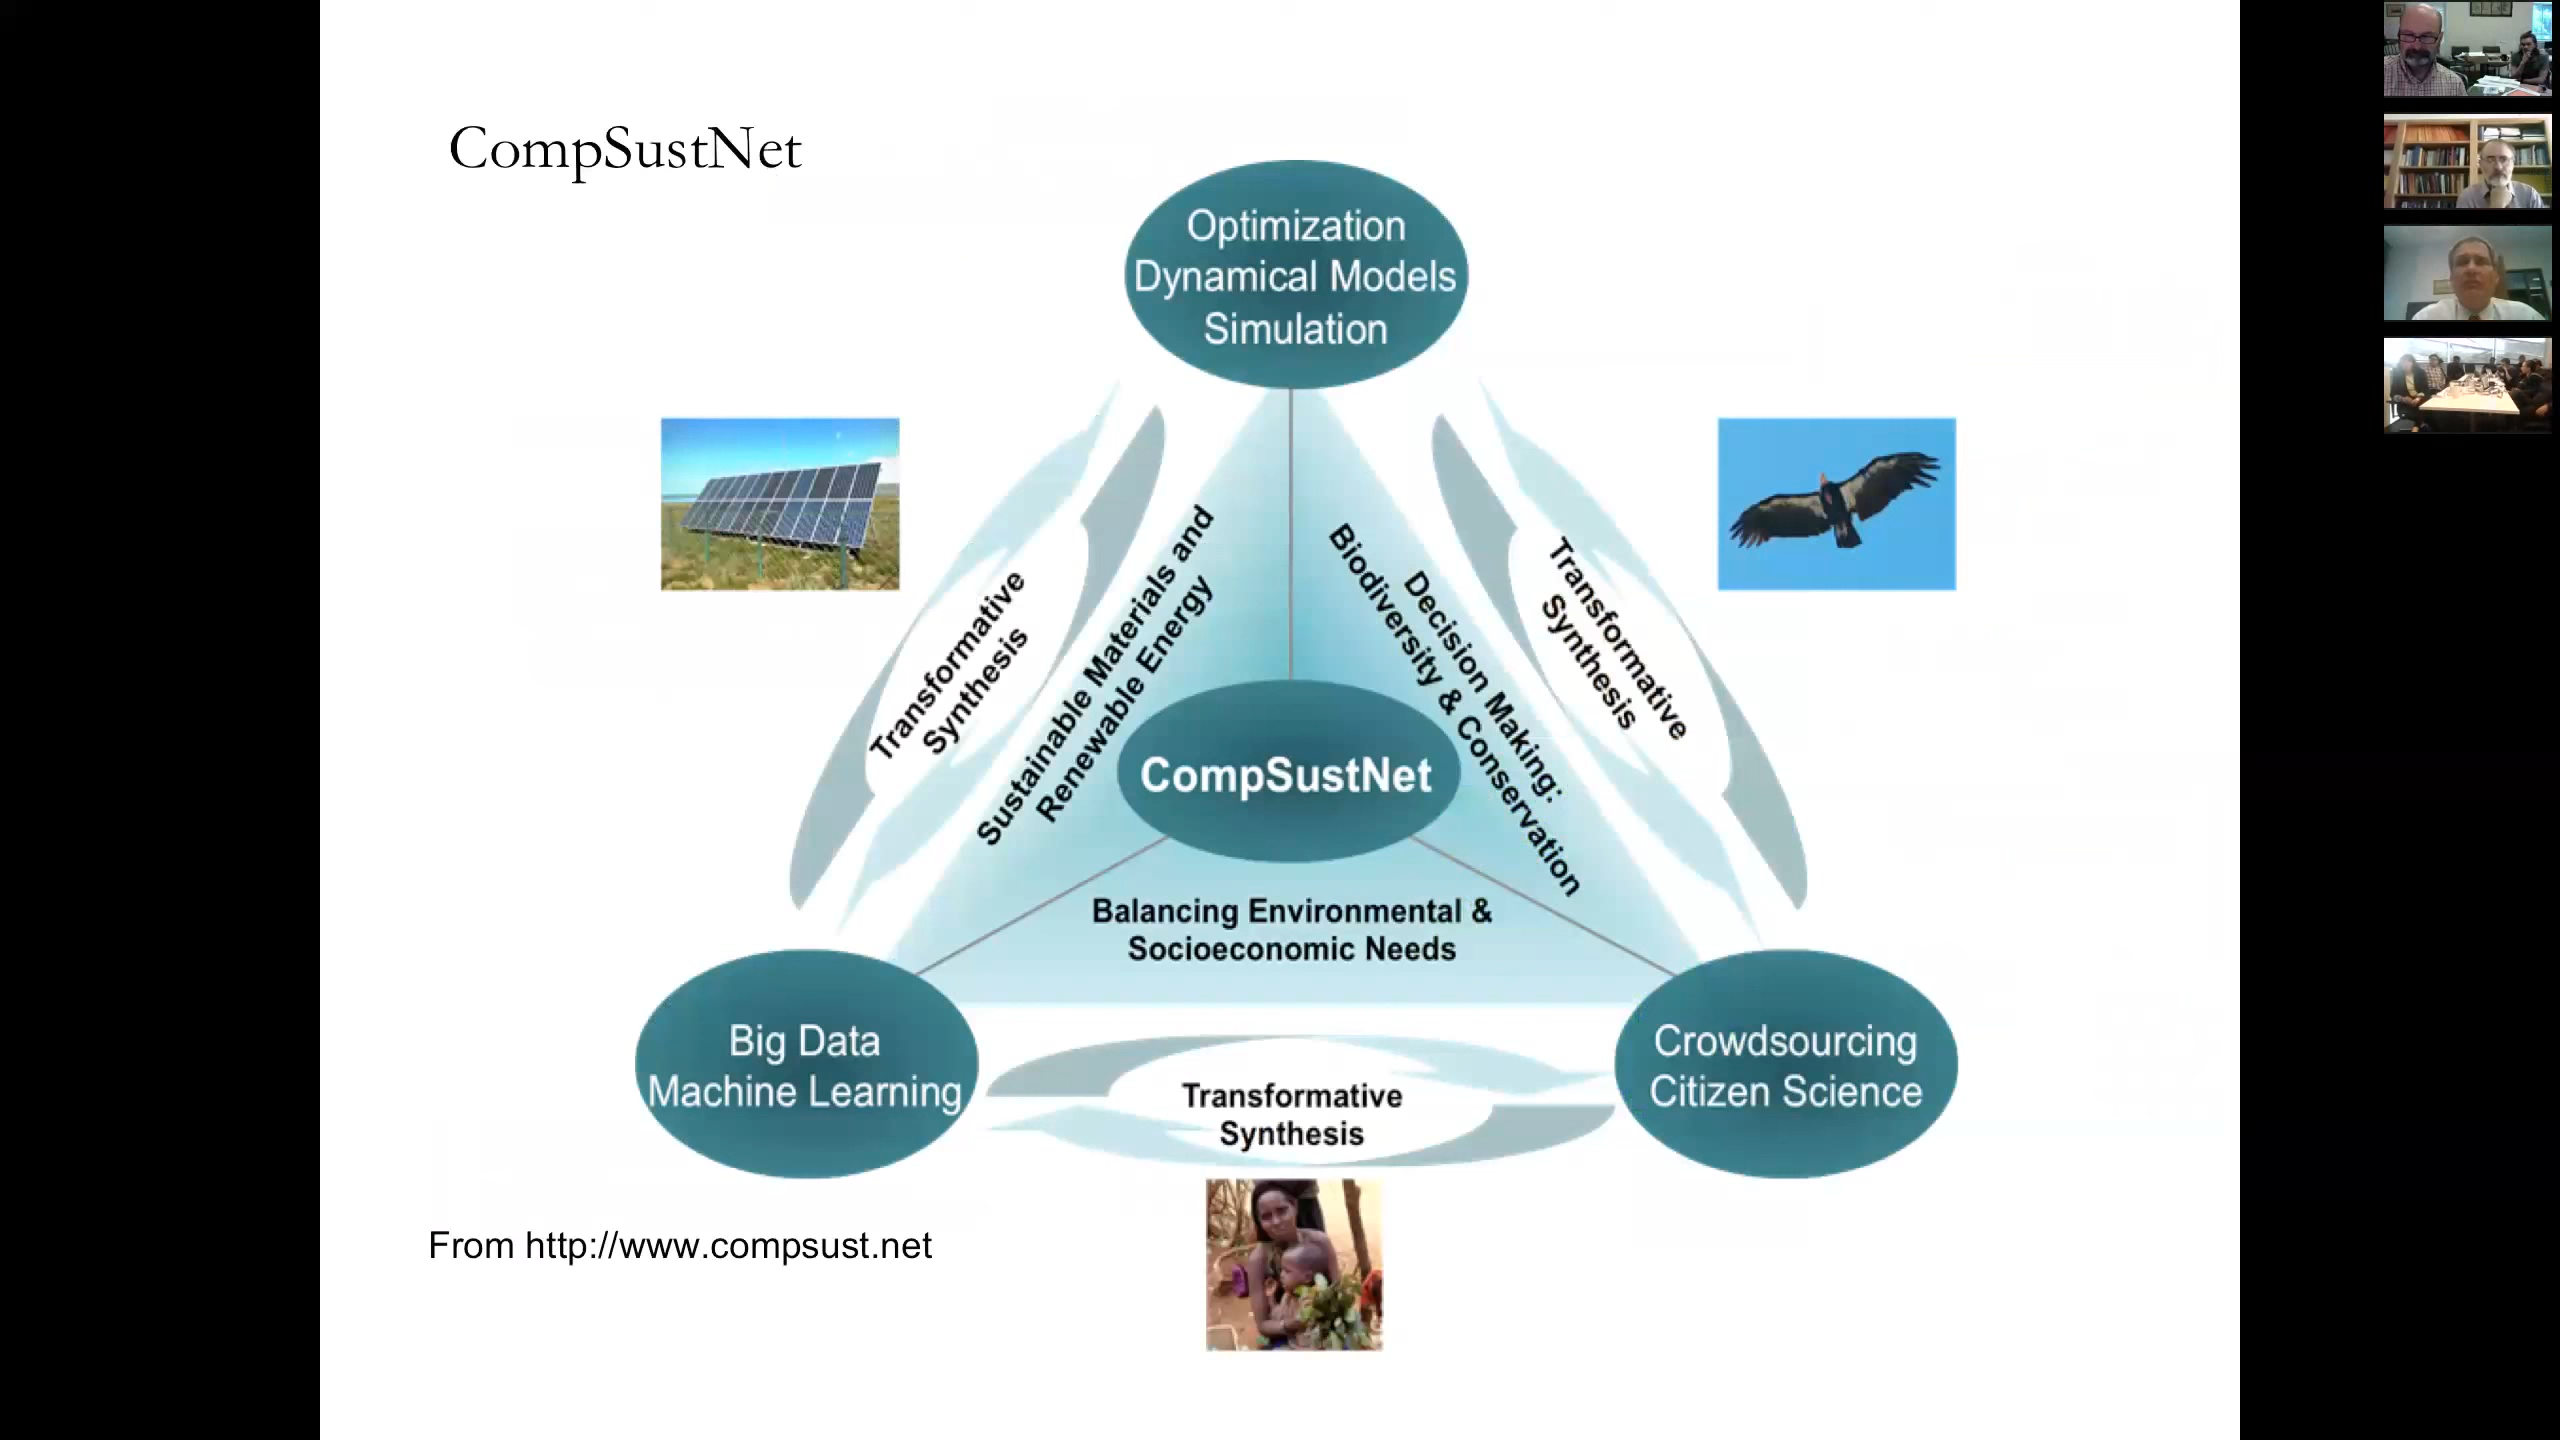 CompSustNet
Optimization
Dynamical Models
Simulation
Transformative
Synthesis
Sustainable Materials and
Renewable Energy
Decision Making:
Biodiversity & Conservation
Transformative
Synthesis
CompSustNet
Balancing Environmental &
Socioeconomic Needs
Big Data
Machine Learning
Transformative
Synthesis
Crowdsourcing
Citizen Science
From http://www.compsust.net